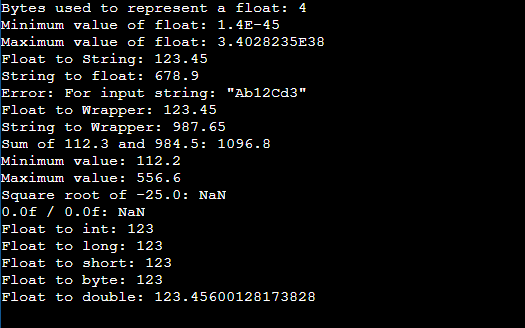 Bytes used to represent a float: 4
Minimum value of float: 1.4E-45
Maximum value of float: 3.4028235E38
Float to String: 123.45
String to float: 678.9
Error: For input string: "Ab12Cd3"
Float to Wrapper: 123.45
String to Wrapper: 987.65
Sum of 112.3 and 984.5: 1096.8
Minimum value: 112.2
Maximum value: 556.6
Square root of -25.0: NaN
0.0f / 0.0f: NaN
Float to int: 123
Float to long: 123
Float to short: 123
Float to byte: 123
Float to double: 123.45600128173828